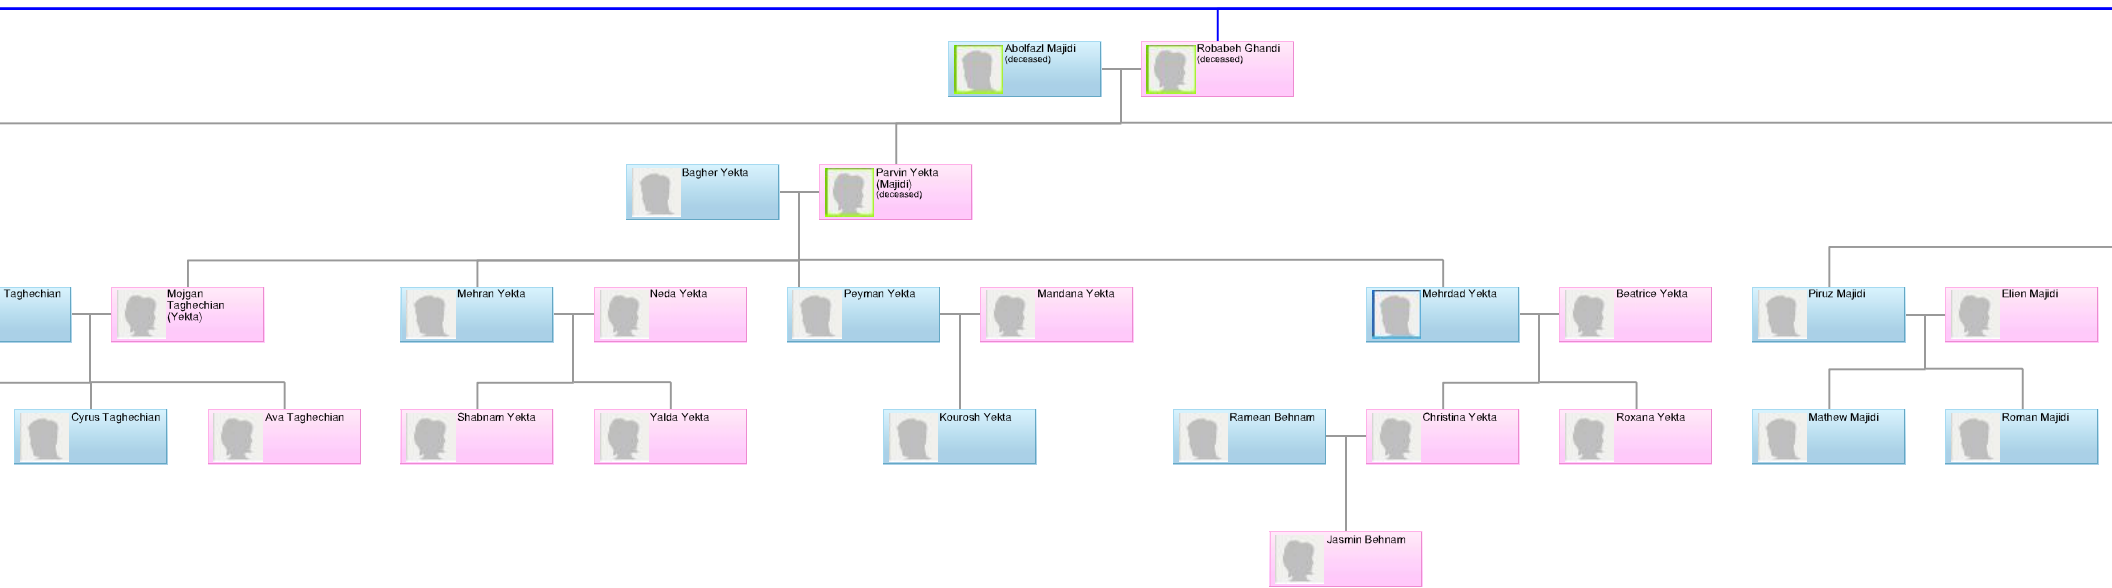 Abolfazl Majidi
(deceased)
Robabeh Ghandi
(deceased)
Bagher Yekta
Parvin Yekta
(Majidi)
(deceased)
Taghechian
Mojgan
Taghechian
(Yekta)
Mehran Yekta
Neda Yekta
Peyman Yekta
Mandana Yekta
Mehrdad Yekta
Beatrice Yekta
Piruz Majidi
Elien Majidi
Cyrus Taghechian
Ava Taghechian
Shabnam Yekta
Yalda Yekta
Kourosh Yekta
Ramean Behnam
Christina Yekta
Roxana Yekta
Mathew Majidi
Roman Majidi
Jasmin Behnam